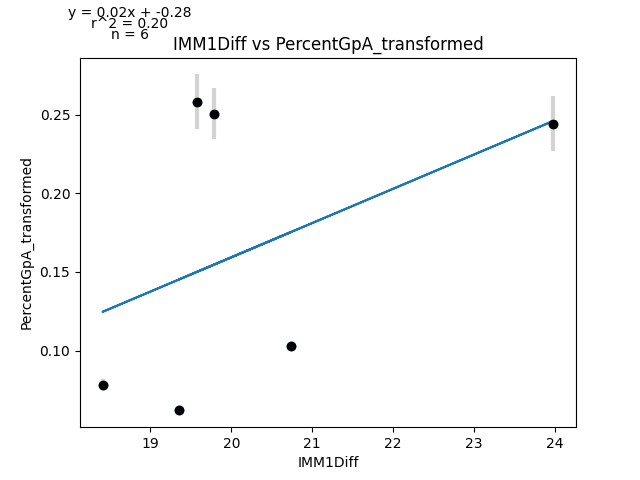 y = 0.02x + -0.28
r^2 = 0.20
n = 6
IMM1Diff vs PercentGpA_transformed
0.25
0.20
0.15
0.10
PercentGpA_transformed
19 20 21 22 23 24
IMM1Diff